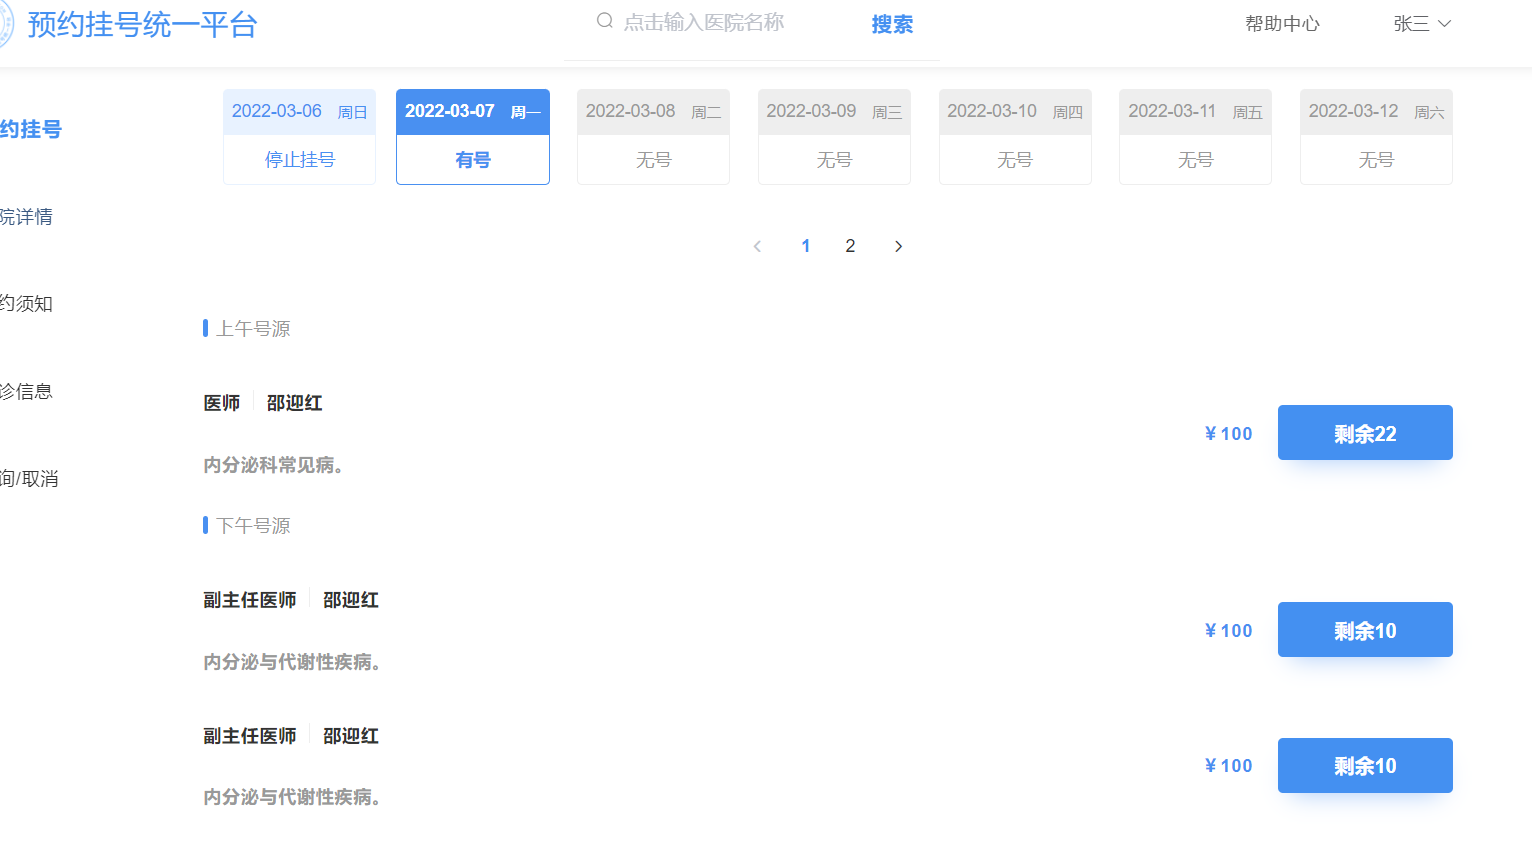 预约挂号统一平台
点击输入医院名称
搜索
帮助中心
张三
2022-03-06 周日
2022-03-07 周一
2022-03-08 周二
2022-03-09 周三
2022-03-10 周四
2022-03-11 周五
2022-03-12 周六
停止挂号
有号
无号
无号
无号
无号
无号
约挂号
院详情
约须知
诊信息
询/取消
1
2
上午号源
医师 邵迎红
内分泌科常见病。
¥100
剩余22
下午号源
副主任医师 邵迎红
内分泌与代谢性疾病。
¥100
剩余10
副主任医师 邵迎红
内分泌与代谢性疾病。
¥100
剩余10